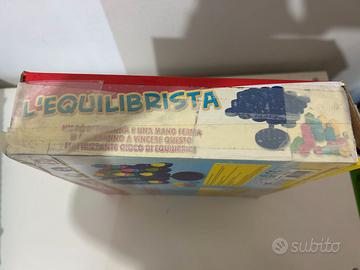 L'EQUILIBRISTA
E UNA MANO FERMA
A VINCERE QUESTO
GIOCO DI EQUILIBRIO
subito